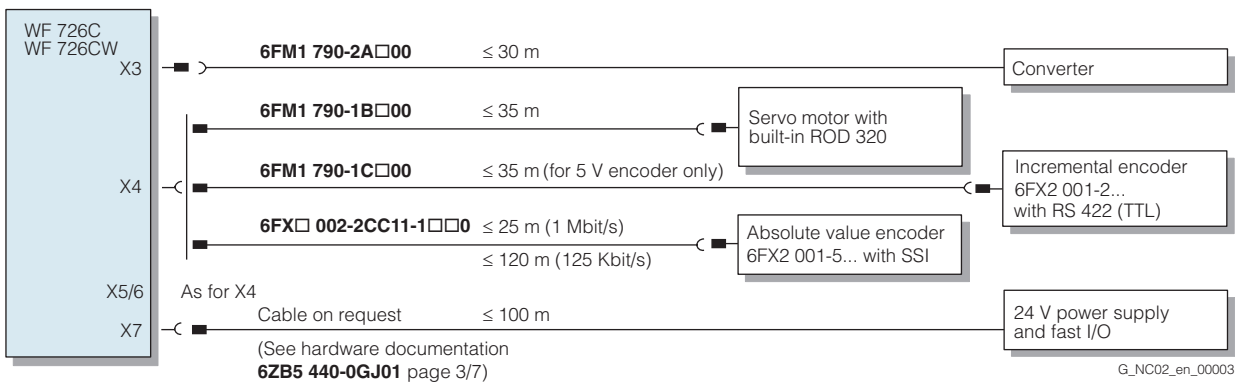 WF 726C
WF 726CW
X3
6FM1 790-2A□00 ≤ 30 m
Converter
6FM1 790-1B□00 ≤ 35 m
Servo motor with
built-in ROD 320
X4
6FM1 790-1C□00 ≤ 35 m (for 5 V encoder only)
Incremental encoder
6FX2 001-2...
with RS 422 (TTL)
6FX□ 002-2CC11-1□□0 ≤ 25 m (1 Mbit/s)
≤ 120 m (125 Kbit/s)
Absolute value encoder
6FX2 001-5... with SSI
X5/6 As for X4
X7
Cable on request ≤ 100 m
24 V power supply
and fast I/O
(See hardware documentation
6ZB5 440-0GJ01 page 3/7)
G_NC02_en_00003